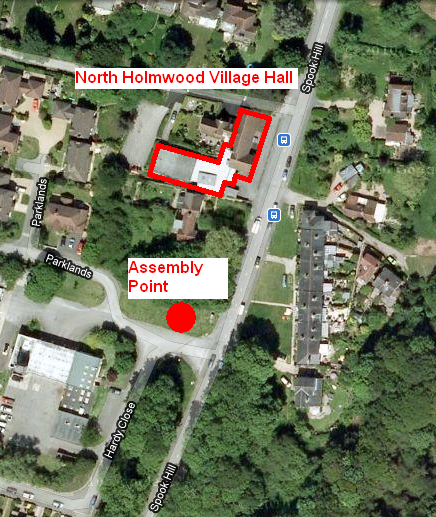 Spook Hill
North Holmwood Village Hall
Parklands
Parklands
Assembly
Point
Hardy Close
Spook Hill